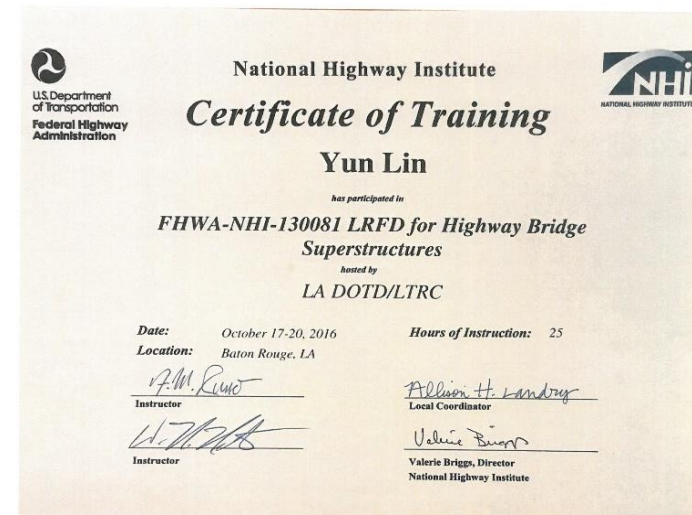 National Highway Institute
U.S. Department
of Transportation
Federal Highway
Administration
NHI
NATIONAL HIGHWAY INSTITUTE
Certificate of Training
Yun Lin
has participated in
FHWA-NHI-130081 LRFD for Highway Bridge
Superstructures
hosted by
LA DOTD/LTRC
Date: October 17-20, 2016 Hours of Instruction: 25
Location: Baton Rouge, LA
Allison H. Landry
Instructor Local Coordinator
Valerie Briggs
Instructor Valerie Briggs, Director
National Highway Institute